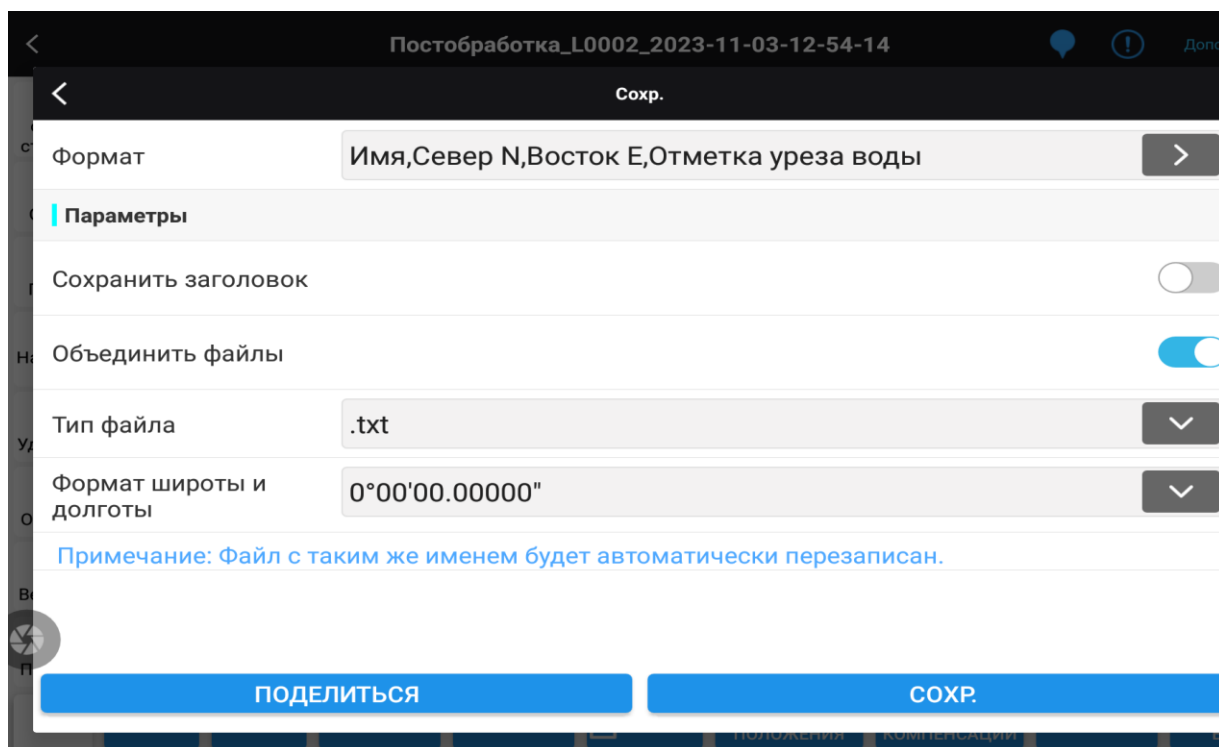 Постобработка_L0002_2023-11-03-12-54-14
Сохр.
Формат
Имя,Север N,Восток E,Отметка уреза воды
Параметры
Сохранить заголовок
Объединить файлы
Тип файла
.txt
Формат широты и
долготы
0°00'00.00000"
Примечание: Файл с таким же именем будет автоматически перезаписан.
ПОДЕЛИТЬСЯ
СОХР.
ПОЛОЖЕНИЯ
КОМПЕНСАЦИИ